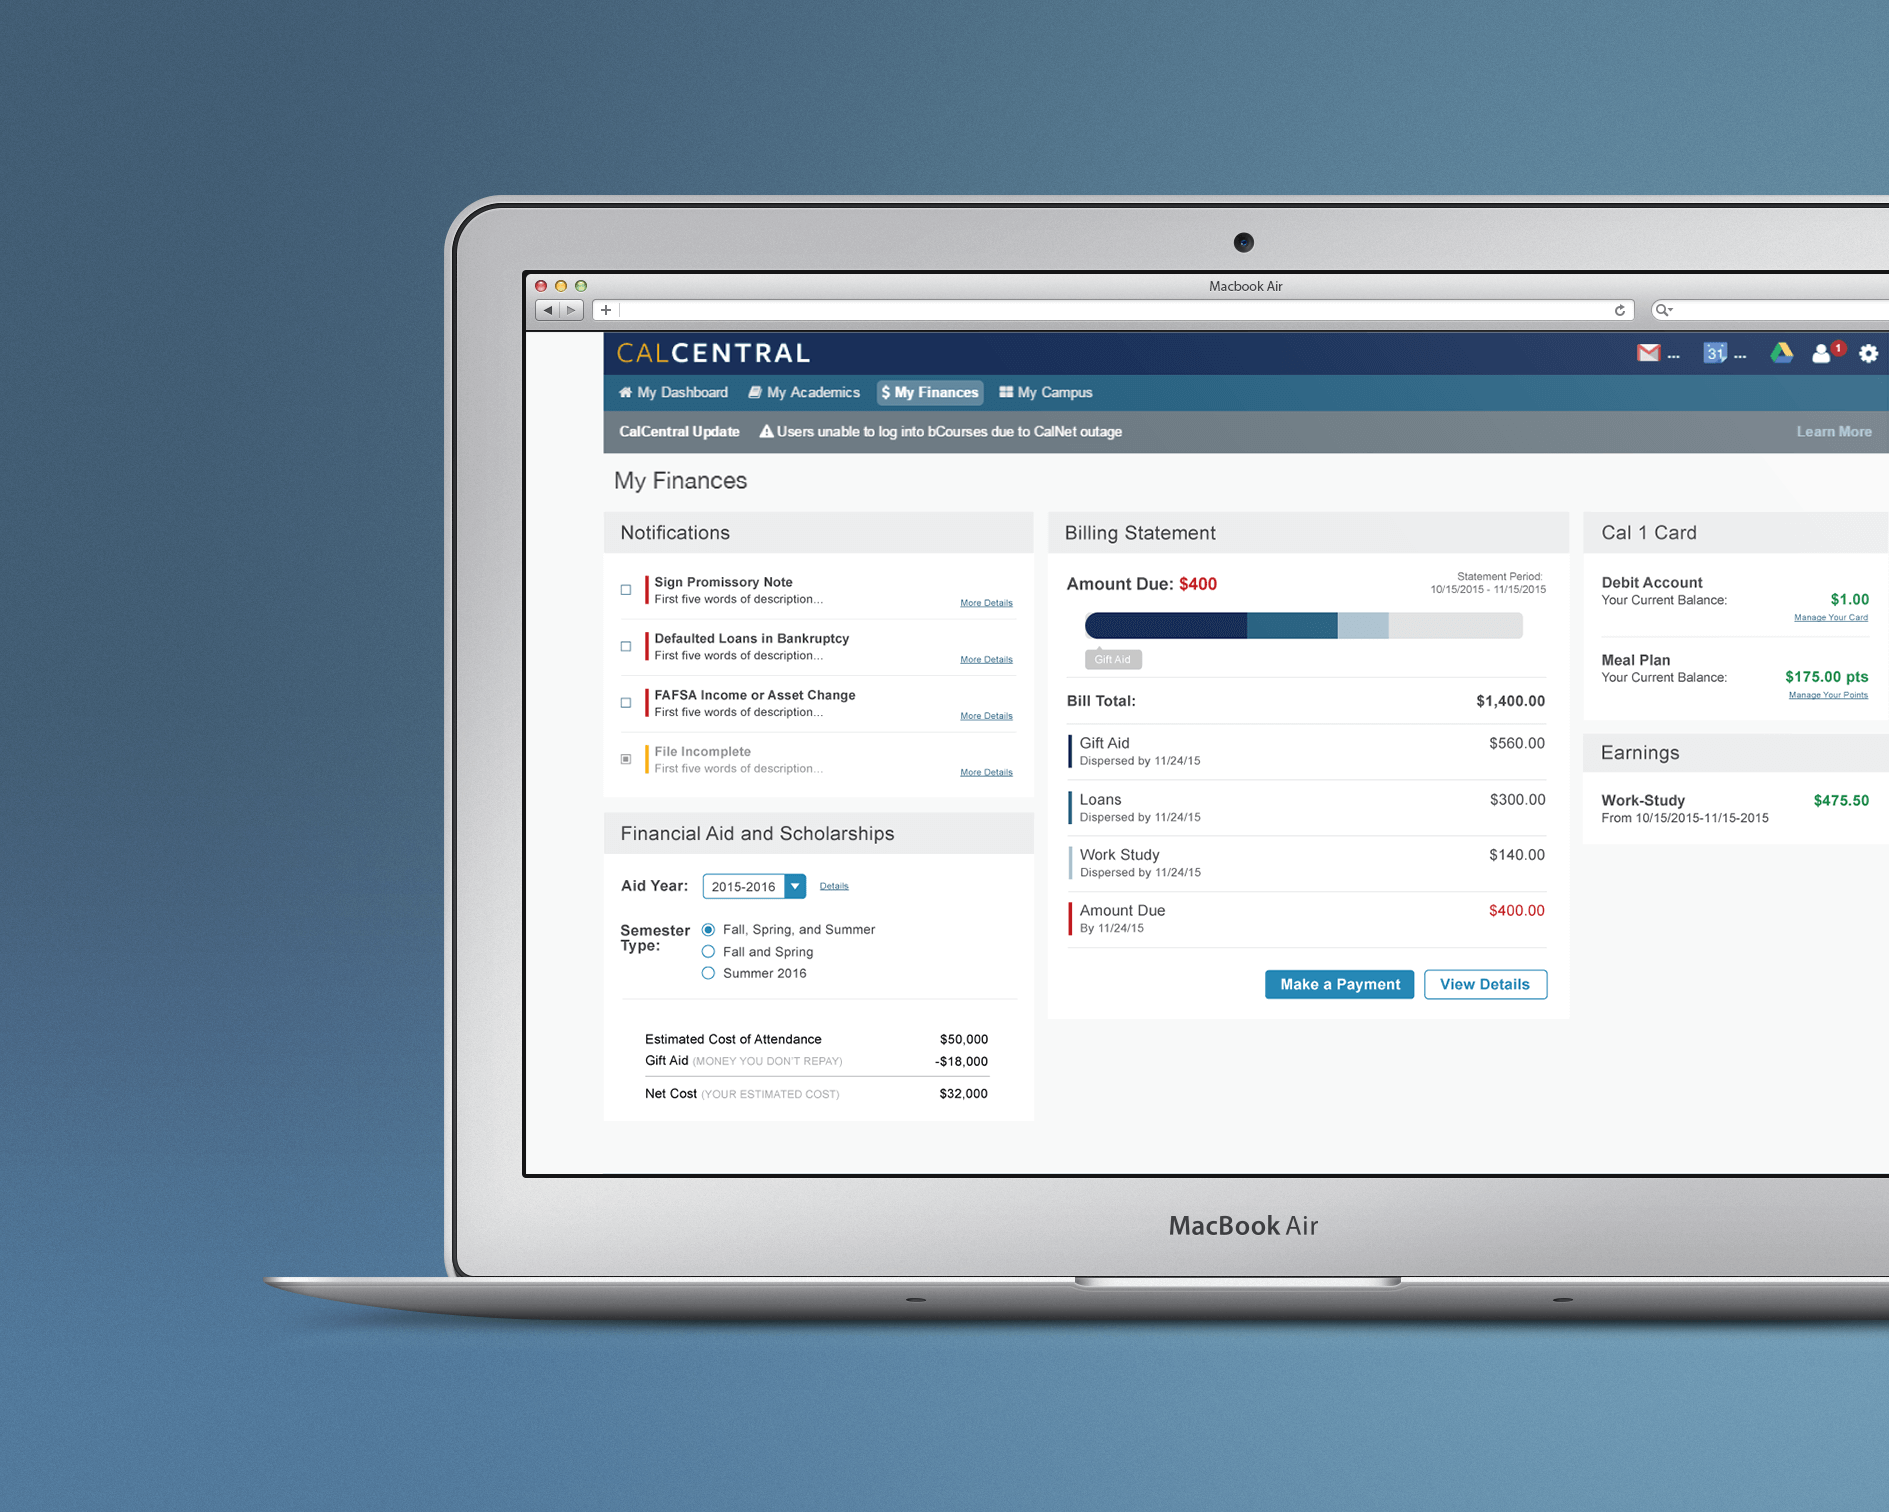 Macbook Air
CALCENTRAL
...
31
...
1
My Dashboard
My Academics
$ My Finances
My Campus
CalCentral Update
Users unable to log into bCourses due to CalNet outage
Learn More
My Finances
Notifications
Sign Promissory Note
First five words of description...
More Details
Defaulted Loans in Bankruptcy
First five words of description...
More Details
FAFSA Income or Asset Change
First five words of description...
More Details
File Incomplete
First five words of description...
More Details
Financial Aid and Scholarships
Aid Year:
2015-2016
Details
Semester
Type:
Fall, Spring, and Summer
Fall and Spring
Summer 2016
Estimated Cost of Attendance $50,000
Gift Aid (MONEY YOU DON'T REPAY) -$18,000
Net Cost (YOUR ESTIMATED COST) $32,000
Billing Statement
Amount Due: $400
Statement Period:
10/15/2015 - 11/15/2015
Gift Aid
Bill Total: $1,400.00
Gift Aid $560.00
Dispersed by 11/24/15
Loans $300.00
Dispersed by 11/24/15
Work Study $140.00
Dispersed by 11/24/15
Amount Due $400.00
By 11/24/15
Make a Payment
View Details
Cal 1 Card
Debit Account
Your Current Balance: $1.00
Manage Your Card
Meal Plan
Your Current Balance: $175.00 pts
Manage Your Points
Earnings
Work-Study $475.50
From 10/15/2015-11/15-2015
MacBook Air